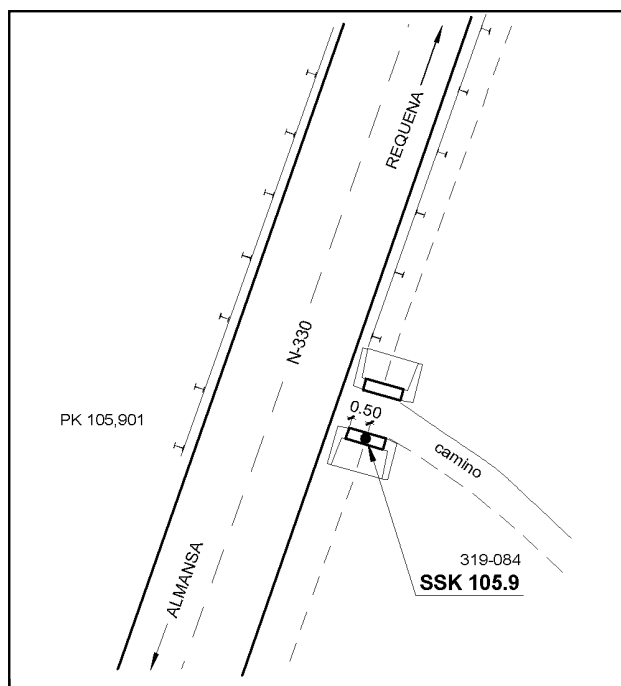 REQUENA
N-330
PK 105,901
0.50
camino
ALMANSA
319-084
SSK 105.9